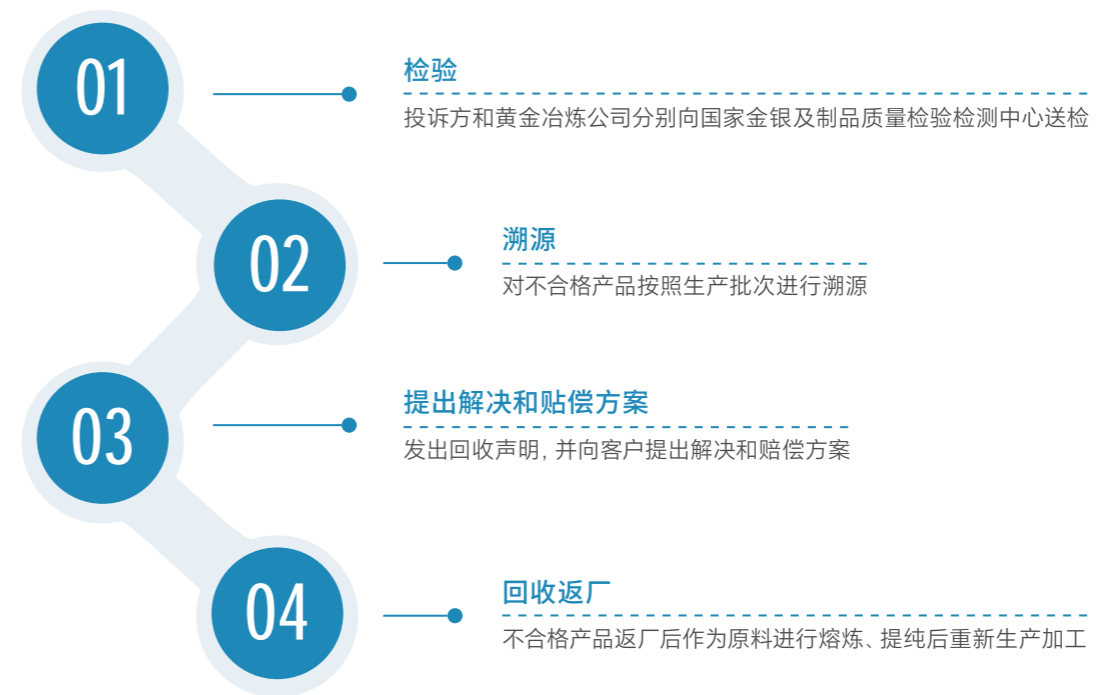 01
检验
投诉方和黄金冶炼公司分别向国家金银及制品质量检验检测中心送检
02
溯源
对不合格产品按照生产批次进行溯源
03
提出解决和贴偿方案
发出回收声明，并向客户提出解决和赔偿方案
04
回收返厂
不合格产品返厂后作为原料进行熔炼、提纯后重新生产加工